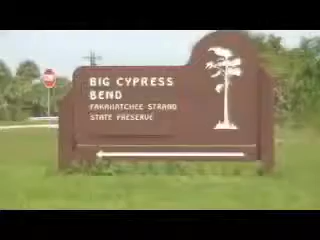 BIG CYPRESS
BEND
FAKAHATCHEE STRAND
STATE PRESERVE